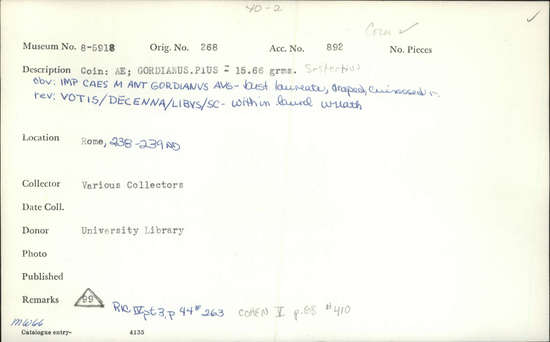 40-2
Coin ✓ ✓
Museum No. 8-5918 Orig. No. 268 Acc. No. 892 No. Pieces
Description Coin: AE; GORDIANUS.PIUS = 15.66 grms. Sestertius
obv: IMP CAES M ANT GORDIANVS AVG - bust laureate, draped, cuirassed r.
rev: VOTIS/DECENNA/LIBVS/SC - within laurel wreath
Location Rome, 238-239 AD
Collector Various Collectors
Date Coll.
Donor University Library
Photo
Published
Remarks 99 RIC IV pt 3, p 44 # 263 COHEN V p. #410
MW66
Catalogue entry- 4135